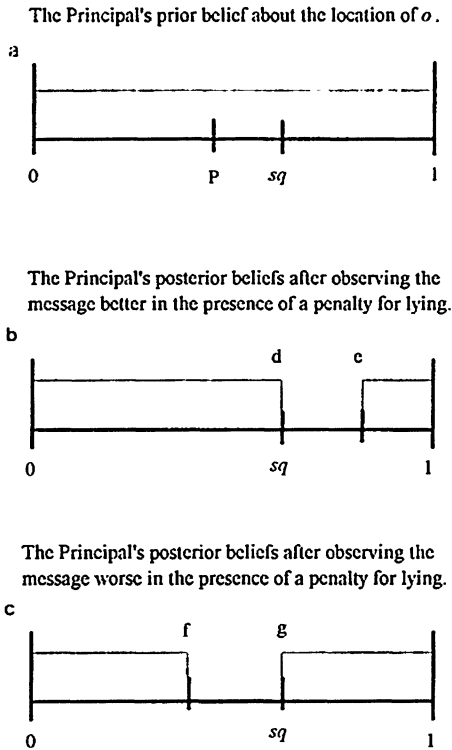 The Principal's prior belief about the location of o.
a
0 P sq 1
The Principal's posterior beliefs after observing the
message better in the presence of a penalty for lying.
b
d e
0 sq 1
The Principal's posterior beliefs after observing the
message worse in the presence of a penalty for lying.
c
f g
0 sq 1